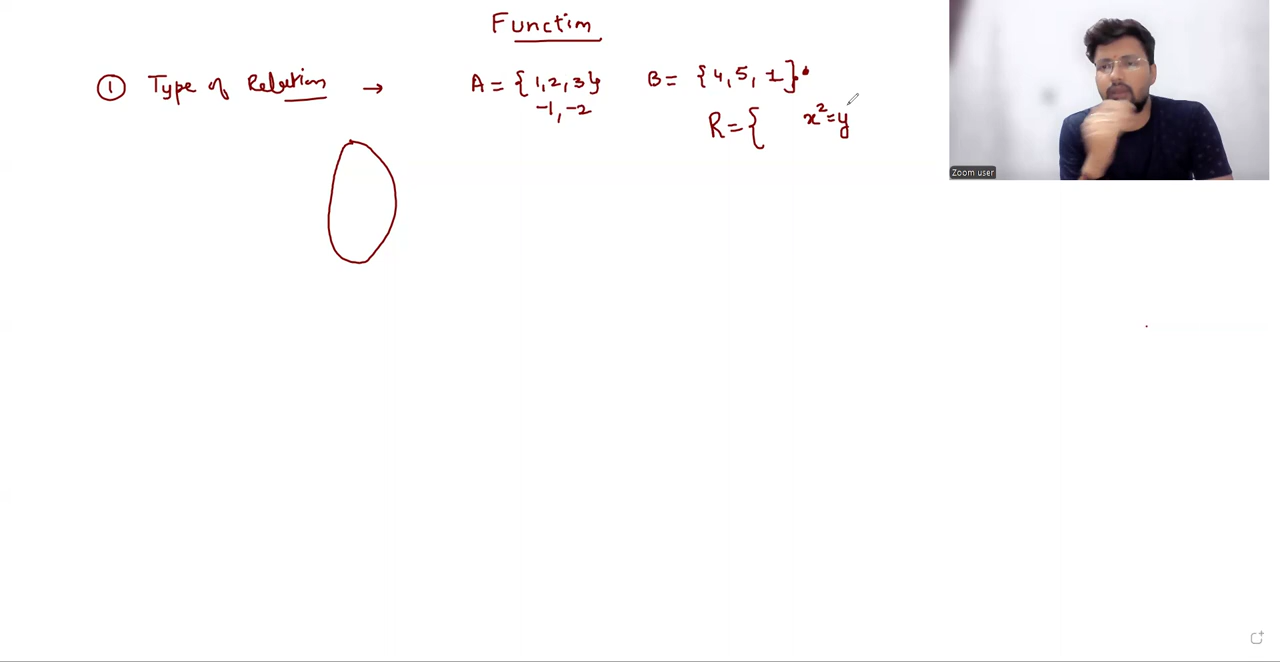 Function
① Type of Relation → A = {1, 2, 3} B = {4, 5, 1}
-1, -2
R = { x² = y
Zoom user